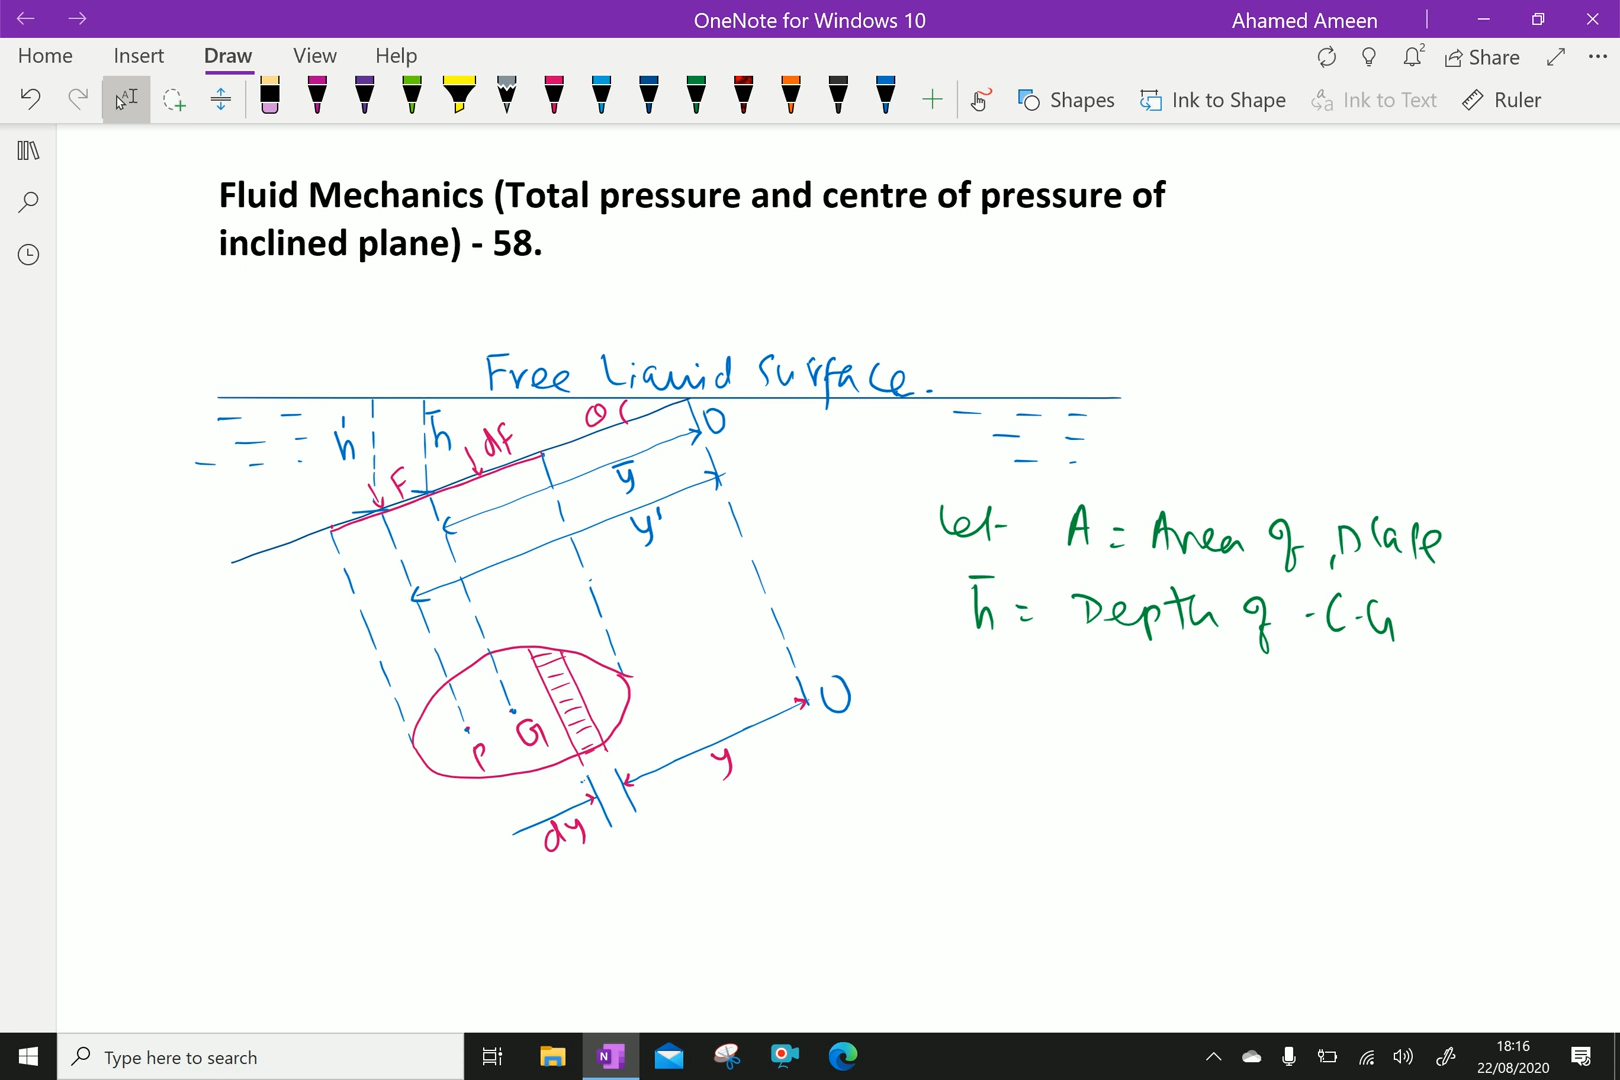 OneNote for Windows 10
Ahamed Ameen
Home Insert Draw View Help
2
Share
Shapes
Ink to Shape
Ink to Text
Ruler
Fluid Mechanics (Total pressure and centre of pressure of
inclined plane) - 58.
Free Liquid Surface.
h' h̄ dF θ O
F
ȳ
y'
Let A = Area of plate
h̄ = Depth of C.G
P G
O
y
dy
Type here to search
18:16
22/08/2020